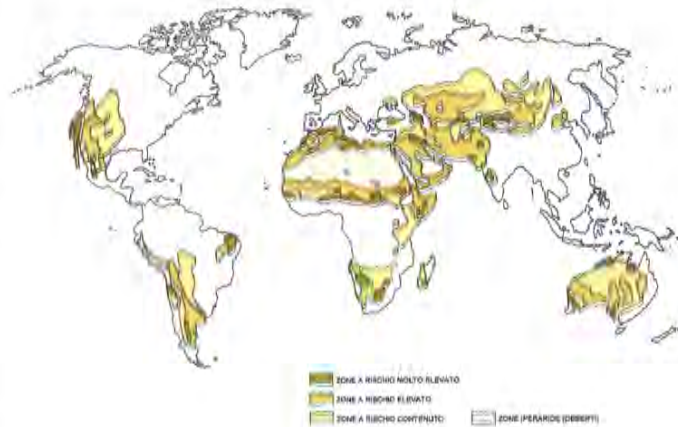 ZONE A RISCHIO MOLTO ELEVATO
ZONE A RISCHIO ELEVATO
ZONE A RISCHIO CONTENUTO
ZONE IPERARIDE (DESERTI)